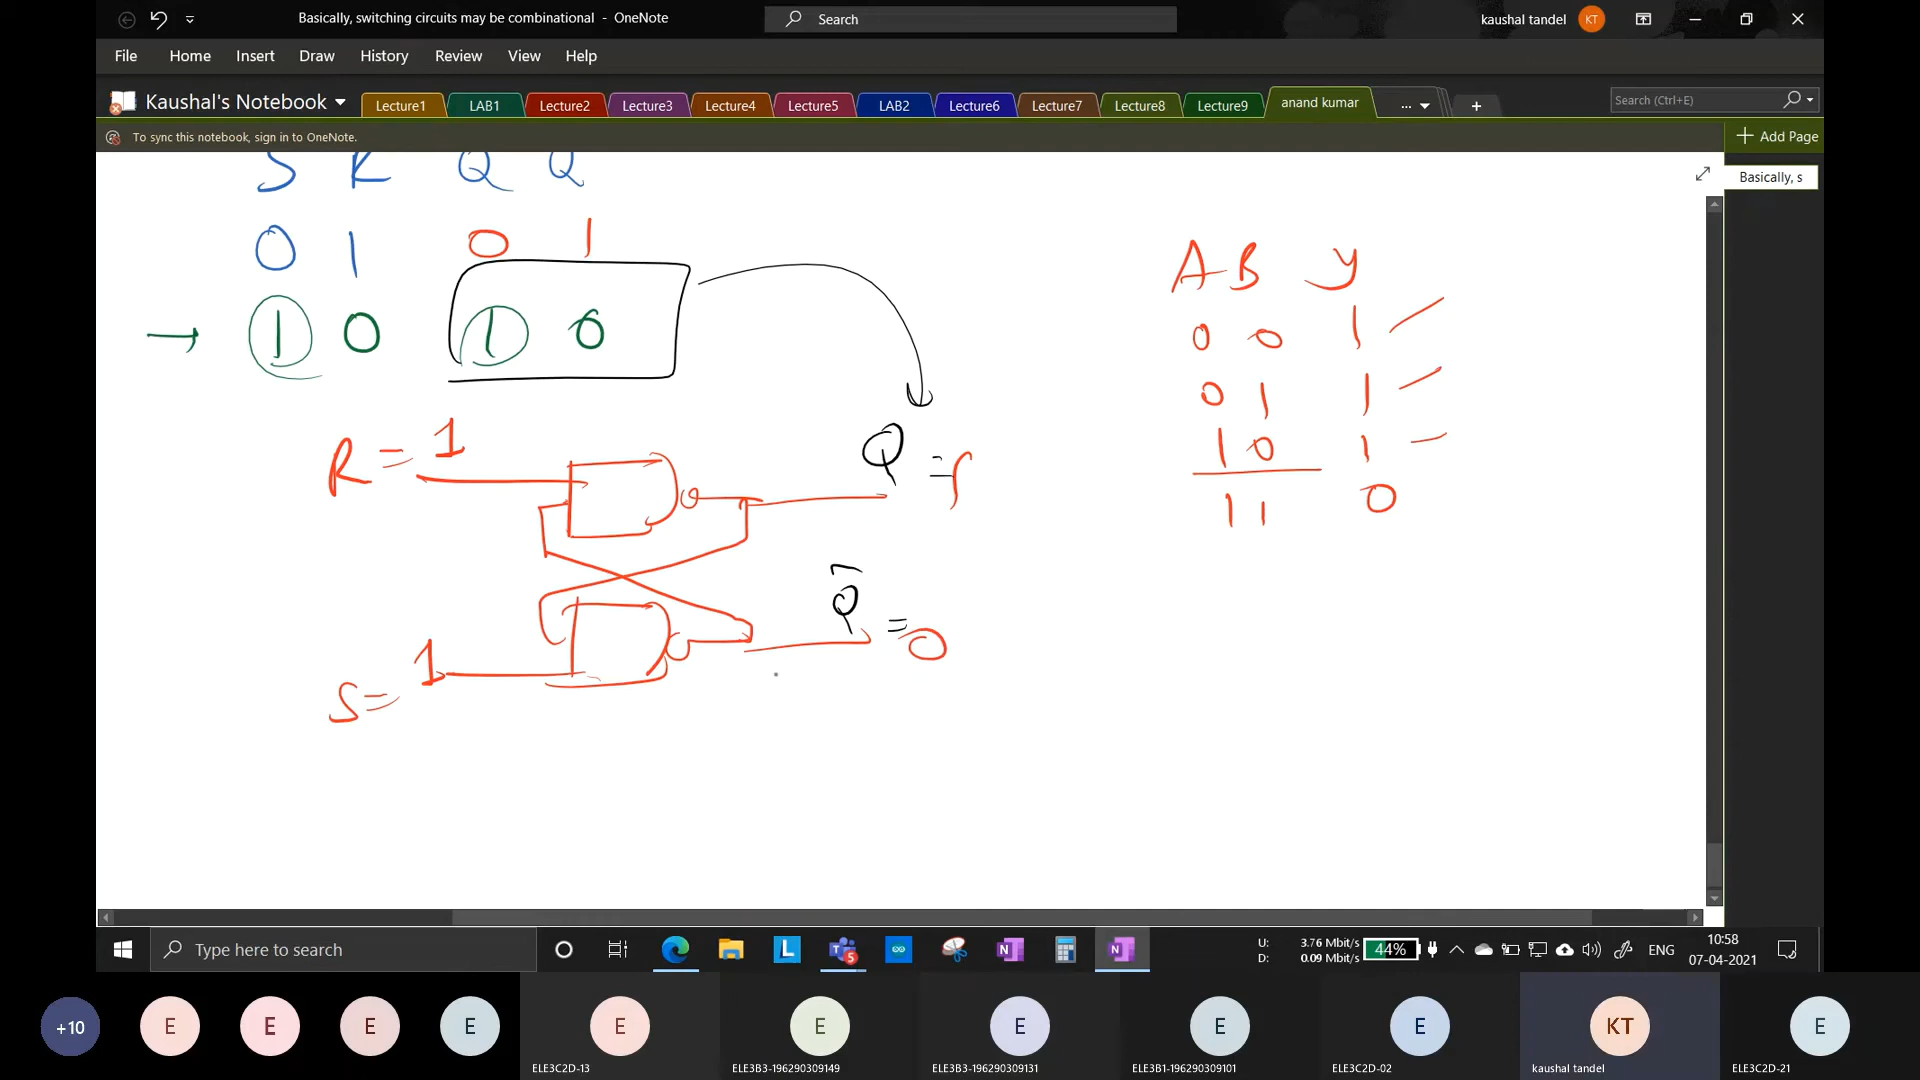 Basically, switching circuits may be combinational - OneNote
Search
kaushal tandel
KT
File Home Insert Draw History Review View Help
Kaushal's Notebook
Lecture1 LAB1 Lecture2 Lecture3 Lecture4 Lecture5 LAB2 Lecture6 Lecture7 Lecture8 Lecture9 anand kumar ... +
Search (Ctrl+E)
To sync this notebook, sign in to OneNote.
Add Page
Basically, s
S R Q Q
0 1 0 1
→ 1 0 1 0
R = 1
Q = 1
Q̅ = 0
S = 1
A B Y
0 0 1
0 1 1
1 0 1
1 1 0
Type here to search
L
5
U: 3.76 Mbit/s
D: 0.09 Mbit/s
44%
ENG
10:58
07-04-2021
+10 E E E E E E E E E KT E
ELE3C2D-13 ELE3B3-196290309149 ELE3B3-196290309131 ELE3B1-196290309101 ELE3C2D-02 kaushal tandel ELE3C2D-21